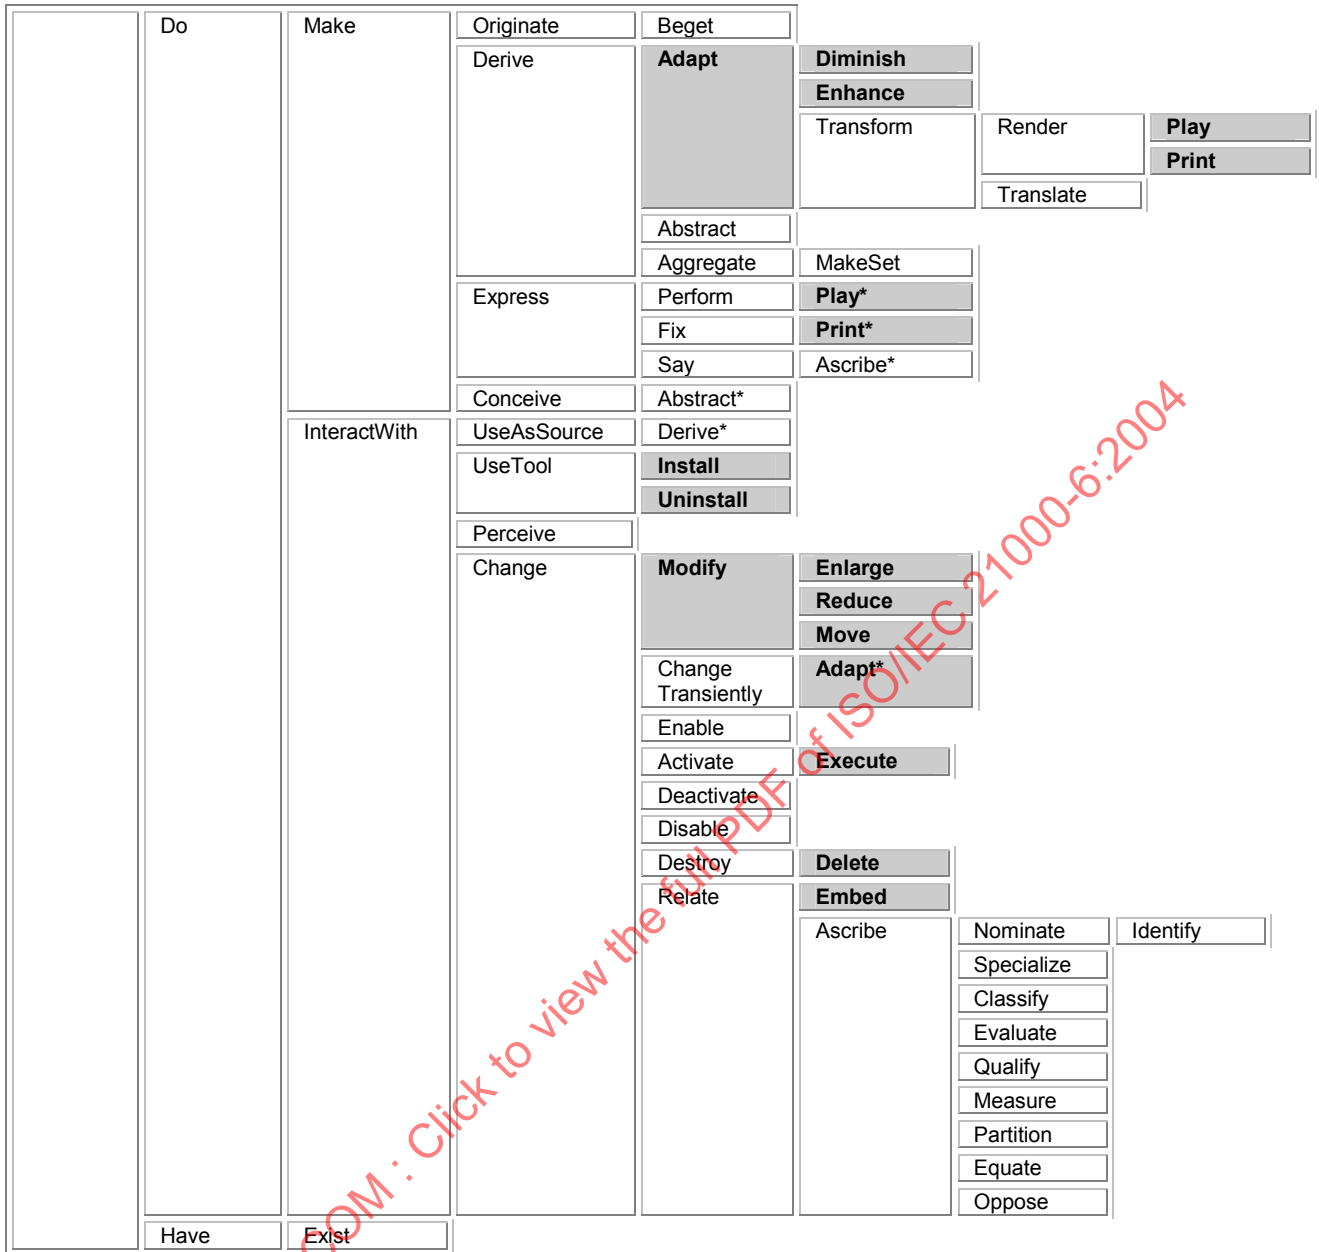 Do Make Originate Beget
Derive Adapt Diminish
Enhance
Transform Render Play
Print
Translate
Abstract
Aggregate MakeSet
Express Perform Play*
Fix Print*
Say Ascribe*
Conceive Abstract*
InteractWith UseAsSource Derive*
UseTool Install
Uninstall
Perceive
Change Modify Enlarge
Reduce
Move
Change Adapt*
Transiently
Enable
Activate Execute
Deactivate
Disable
Destroy Delete
Relate Embed
Ascribe Nominate Identify
Specialize
Classify
Evaluate
Qualify
Measure
Partition
Equate
Oppose
Have Exist
COM : Click to view the full PDF of ISO/IEC 21000-6:2004